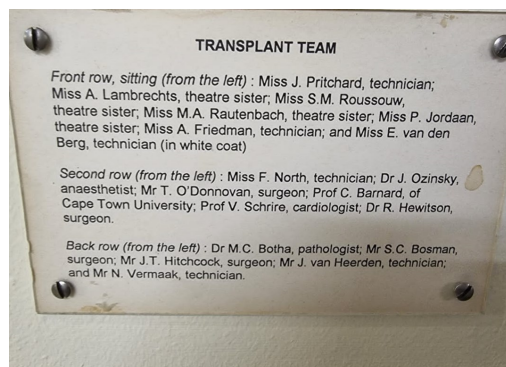 TRANSPLANT TEAM
Front row, sitting (from the left) : Miss J. Pritchard, technician;
Miss A. Lambrechts, theatre sister; Miss S.M. Roussouw,
theatre sister; Miss M.A. Rautenbach, theatre sister; Miss P. Jordaan,
theatre sister; Miss A. Friedman, technician; and Miss E. van den
Berg, technician (in white coat)
Second row (from the left) : Miss F. North, technician; Dr J. Ozinsky,
anaesthetist; Mr T. O'Donnovan, surgeon; Prof C. Barnard, of
Cape Town University; Prof V. Schrire, cardiologist; Dr R. Hewitson,
surgeon.
Back row (from the left) : Dr M.C. Botha, pathologist; Mr S.C. Bosman,
surgeon; Mr J.T. Hitchcock, surgeon; Mr J. van Heerden, technician;
and Mr N. Vermaak, technician.